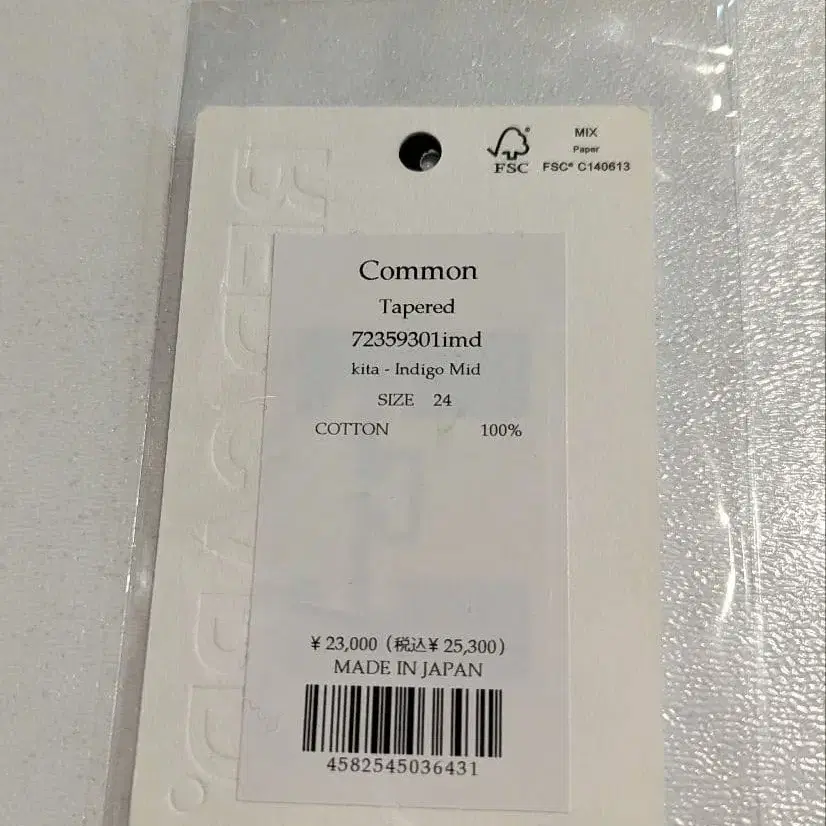 MIX
Paper
FSC® C140613
FSC
Common
Tapered
72359301imd
kita - Indigo Mid
SIZE 24
COTTON 100%
¥ 23,000 (税込¥ 25,300)
MADE IN JAPAN
4582545036431